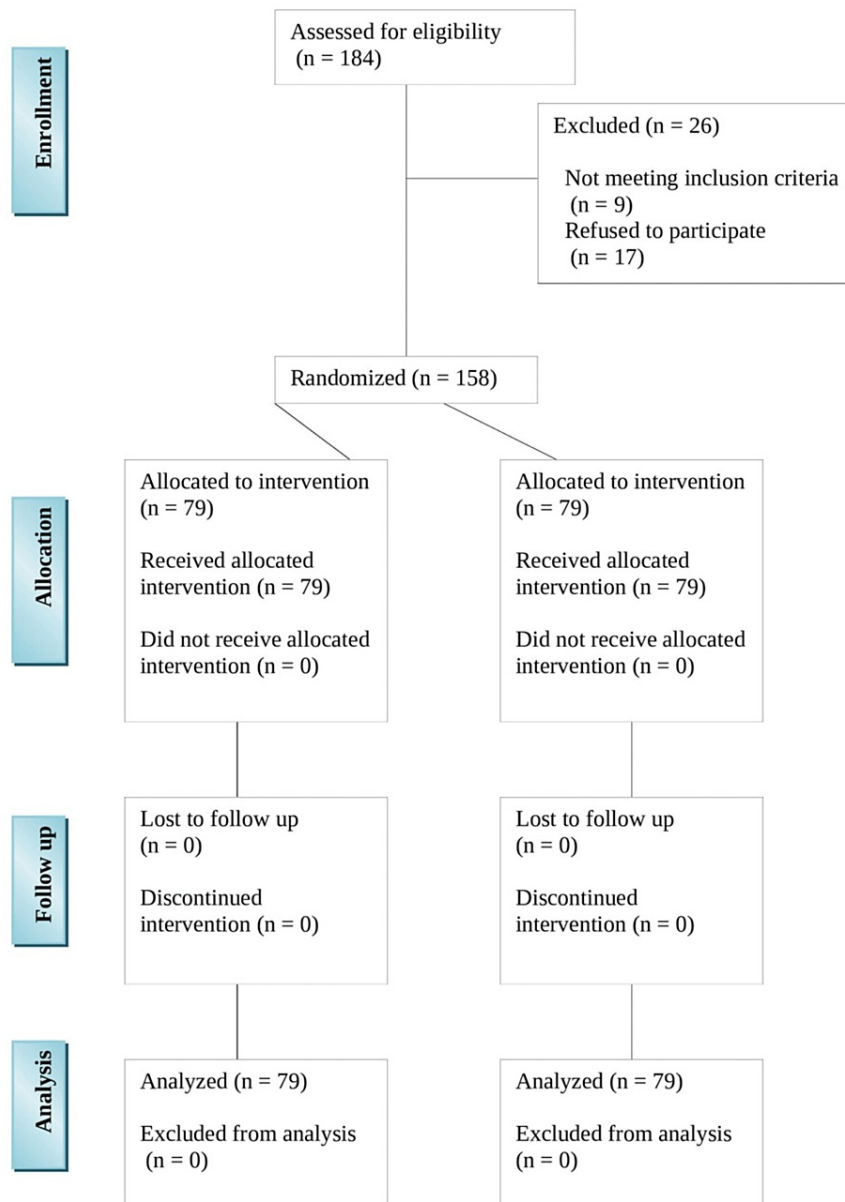 Enrollment
Assessed for eligibility
(n = 184)
Excluded (n = 26)
Not meeting inclusion criteria
(n = 9)
Refused to participate
(n = 17)
Randomized (n = 158)
Allocation
Allocated to intervention
(n = 79)
Received allocated
intervention (n = 79)
Did not receive allocated
intervention (n = 0)
Allocated to intervention
(n = 79)
Received allocated
intervention (n = 79)
Did not receive allocated
intervention (n = 0)
Follow up
Lost to follow up
(n = 0)
Discontinued
intervention (n = 0)
Lost to follow up
(n = 0)
Discontinued
intervention (n = 0)
Analysis
Analyzed (n = 79)
Excluded from analysis
(n = 0)
Analyzed (n = 79)
Excluded from analysis
(n = 0)